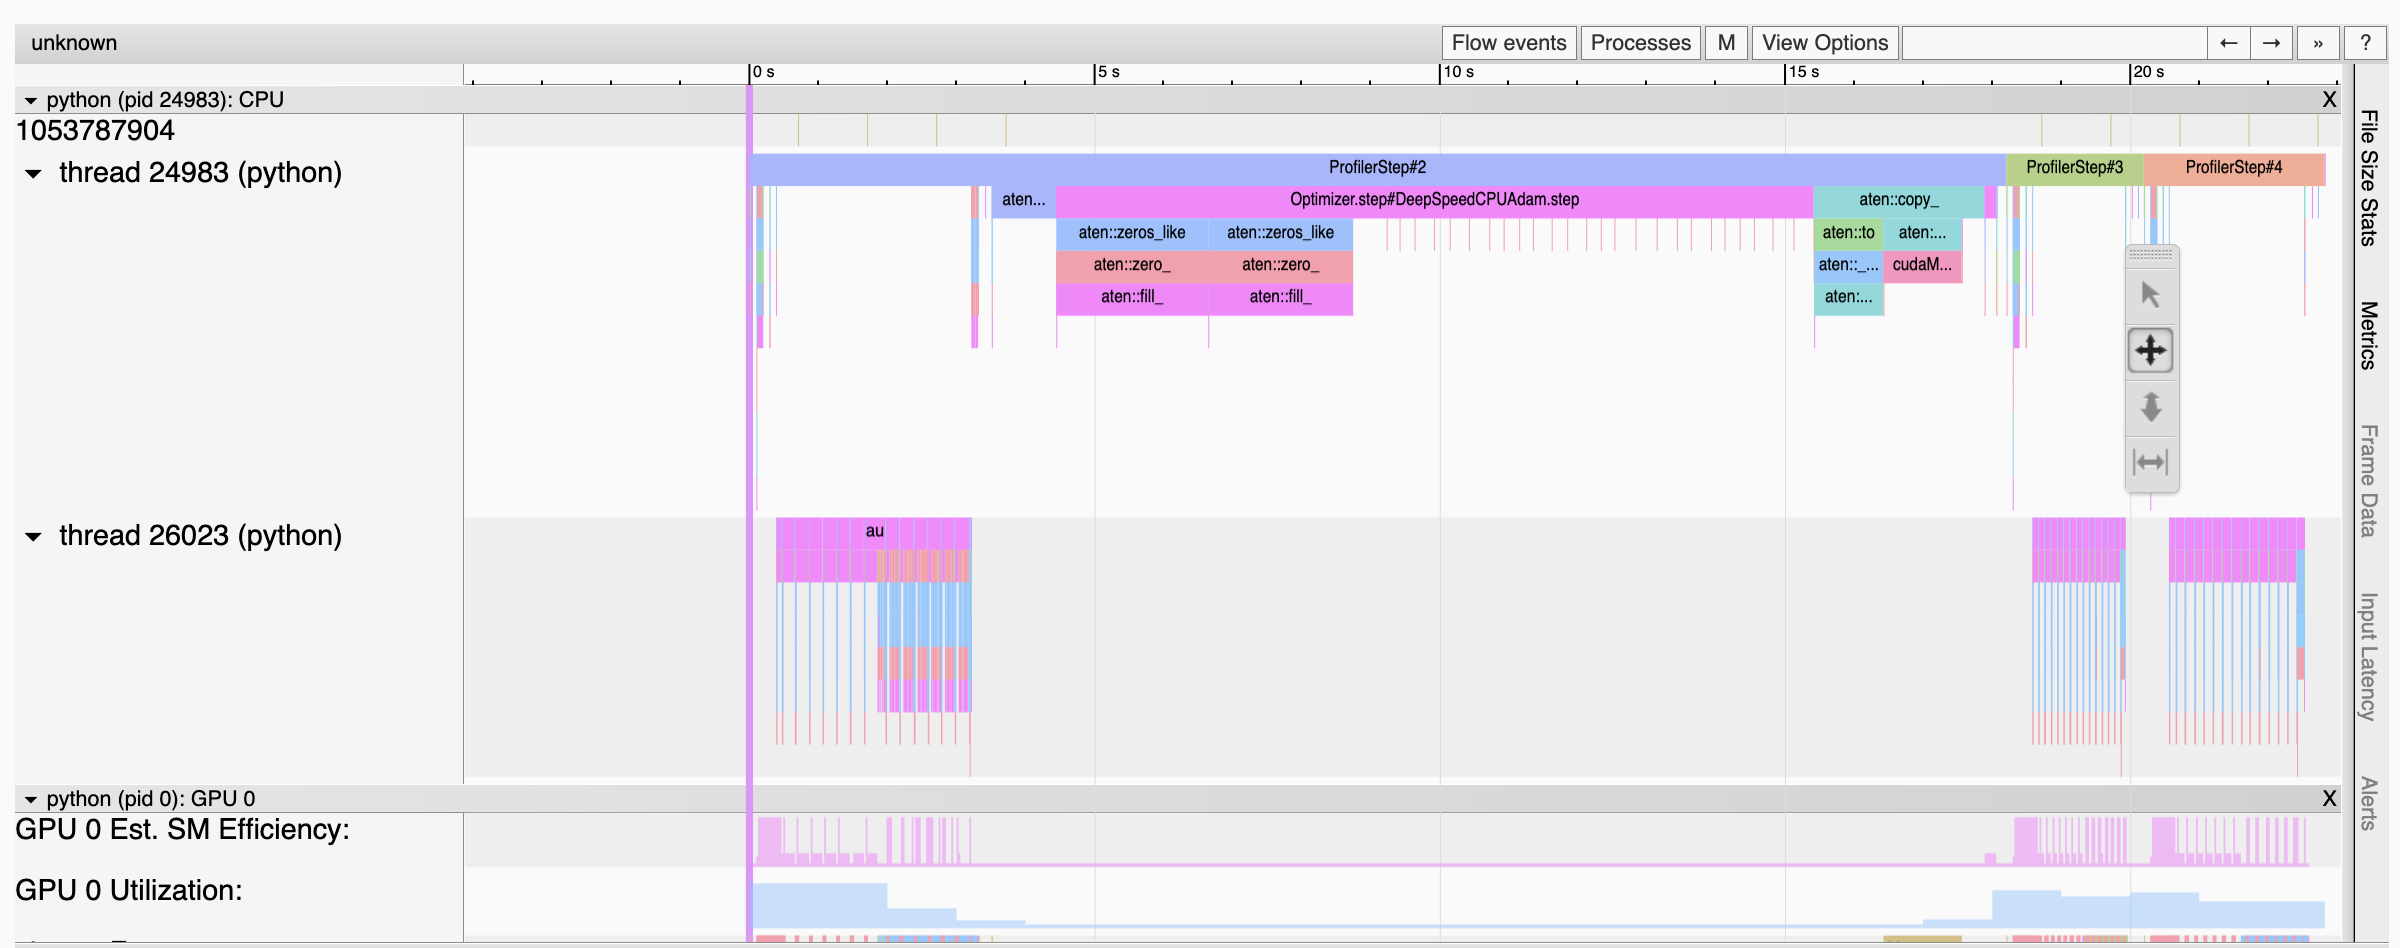 unknown Flow events Processes M View Options ← → » ?
0 s 5 s 10 s 15 s 20 s
python (pid 24983): CPU X
1053787904
thread 24983 (python) ProfilerStep#2 ProfilerStep#3 ProfilerStep#4
aten... Optimizer.step#DeepSpeedCPUAdam.step aten::copy_
aten::zeros_like aten::zeros_like aten::to aten:...
aten::zero_ aten::zero_ aten::_... cudaM...
aten::fill_ aten::fill_ aten:...
thread 26023 (python) au
python (pid 0): GPU 0 X
GPU 0 Est. SM Efficiency:
GPU 0 Utilization:
File Size Stats
Metrics
Frame Data
Input Latency
Alerts